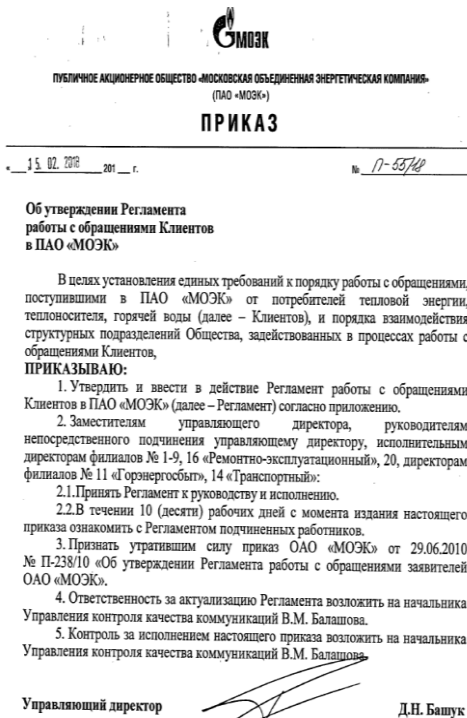 МОЭК
ПУБЛИЧНОЕ АКЦИОНЕРНОЕ ОБЩЕСТВО «МОСКОВСКАЯ ОБЪЕДИНЕННАЯ ЭНЕРГЕТИЧЕСКАЯ КОМПАНИЯ»
(ПАО «МОЭК»)
ПРИКАЗ
« 15. 02. 2018 201 г. № П-55/18
Об утверждении Регламента
работы с обращениями Клиентов
в ПАО «МОЭК»
В целях установления единых требований к порядку работы с обращениями,
поступившими в ПАО «МОЭК» от потребителей тепловой энергии,
теплоносителя, горячей воды (далее – Клиентов), и порядка взаимодействия
структурных подразделений Общества, задействованных в процессах работы с
обращениями Клиентов,
ПРИКАЗЫВАЮ:
1. Утвердить и ввести в действие Регламент работы с обращениями
Клиентов в ПАО «МОЭК» (далее – Регламент) согласно приложению.
2. Заместителям управляющего директора, руководителям
непосредственного подчинения управляющему директору, исполнительным
директорам филиалов № 1-9, 16 «Ремонтно-эксплуатационный», 20, директорам
филиалов № 11 «Горэнергосбыт», 14 «Транспортный»:
2.1.Принять Регламент к руководству и исполнению.
2.2.В течении 10 (десяти) рабочих дней с момента издания настоящего
приказа ознакомить с Регламентом подчиненных работников.
3. Признать утратившим силу приказ ОАО «МОЭК» от 29.06.2010
№ П-238/10 «Об утверждении Регламента работы с обращениями заявителей
ОАО «МОЭК».
4. Ответственность за актуализацию Регламента возложить на начальника
Управления контроля качества коммуникаций В.М. Балашова.
5. Контроль за исполнением настоящего приказа возложить на начальника
Управления контроля качества коммуникаций В.М. Балашова.
Управляющий директор Д.Н. Башук